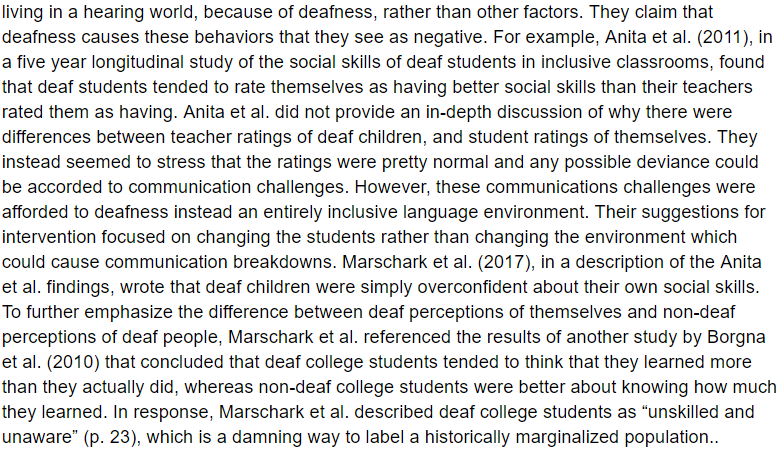 living in a hearing world, because of deafness, rather than other factors. They claim that
deafness causes these behaviors that they see as negative. For example, Anita et al. (2011), in
a five year longitudinal study of the social skills of deaf students in inclusive classrooms, found
that deaf students tended to rate themselves as having better social skills than their teachers
rated them as having. Anita et al. did not provide an in-depth discussion of why there were
differences between teacher ratings of deaf children, and student ratings of themselves. They
instead seemed to stress that the ratings were pretty normal and any possible deviance could
be accorded to communication challenges. However, these communications challenges were
afforded to deafness instead an entirely inclusive language environment. Their suggestions for
intervention focused on changing the students rather than changing the environment which
could cause communication breakdowns. Marschark et al. (2017), in a description of the Anita
et al. findings, wrote that deaf children were simply overconfident about their own social skills.
To further emphasize the difference between deaf perceptions of themselves and non-deaf
perceptions of deaf people, Marschark et al. referenced the results of another study by Borgna
et al. (2010) that concluded that deaf college students tended to think that they learned more
than they actually did, whereas non-deaf college students were better about knowing how much
they learned. In response, Marschark et al. described deaf college students as “unskilled and
unaware” (p. 23), which is a damning way to label a historically marginalized population..